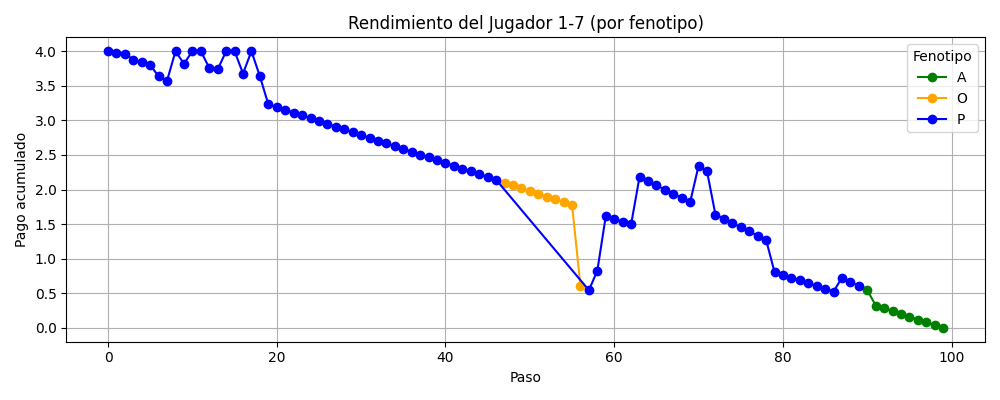 Rendimiento del Jugador 1-7 (por fenotipo)
Pago acumulado
4.0
3.5
3.0
2.5
2.0
1.5
1.0
0.5
0.0
0 20 40 60 80 100
Paso
Fenotipo
A
O
P